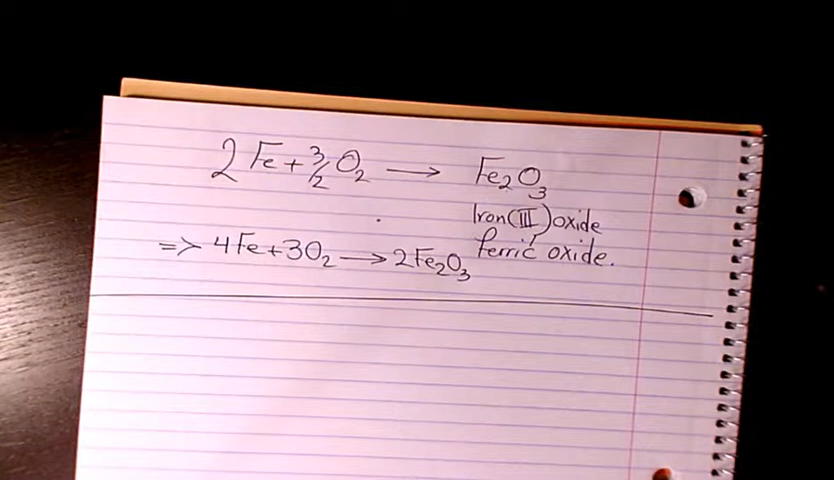 2Fe + 3/2 O₂ → Fe₂O₃
Iron(III) oxide
=> 4Fe+3O₂ → 2Fe₂O₃ ferric oxide.